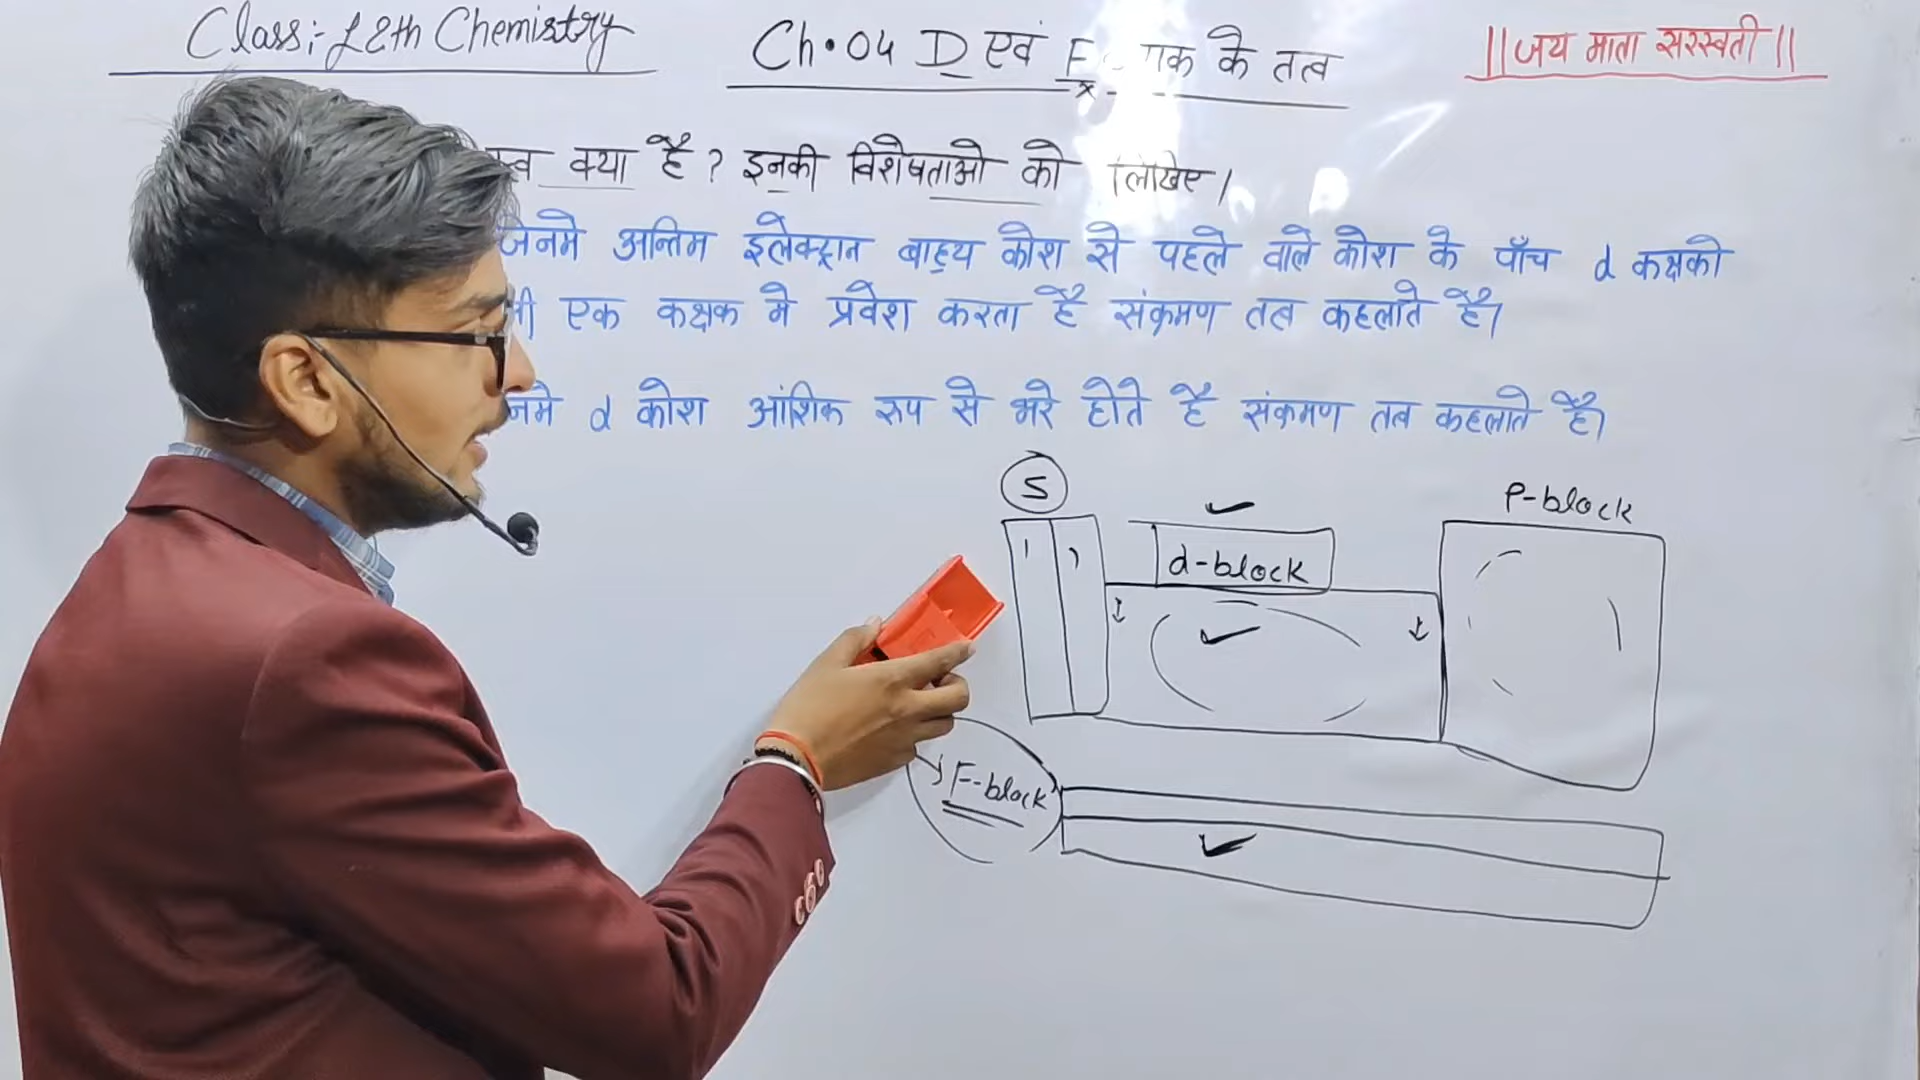 Class:- 12th Chemistry
Ch.04 D एवं F के तत्व
||जय माता सरस्वती||
क्या है? इनकी विशेषताओ को लिखिए।
जिनमे अन्तिम इलेक्ट्रान बाह्य कोश से पहले वाले कोश के पाँच d कक्षको
एक कक्षक मे प्रवेश करता है संक्रमण तत्व कहलाते है।
d कोश आंशिक रूप से भरे होते है संक्रमण तत्व कहलाते है।
S
P-block
d-block
F-block